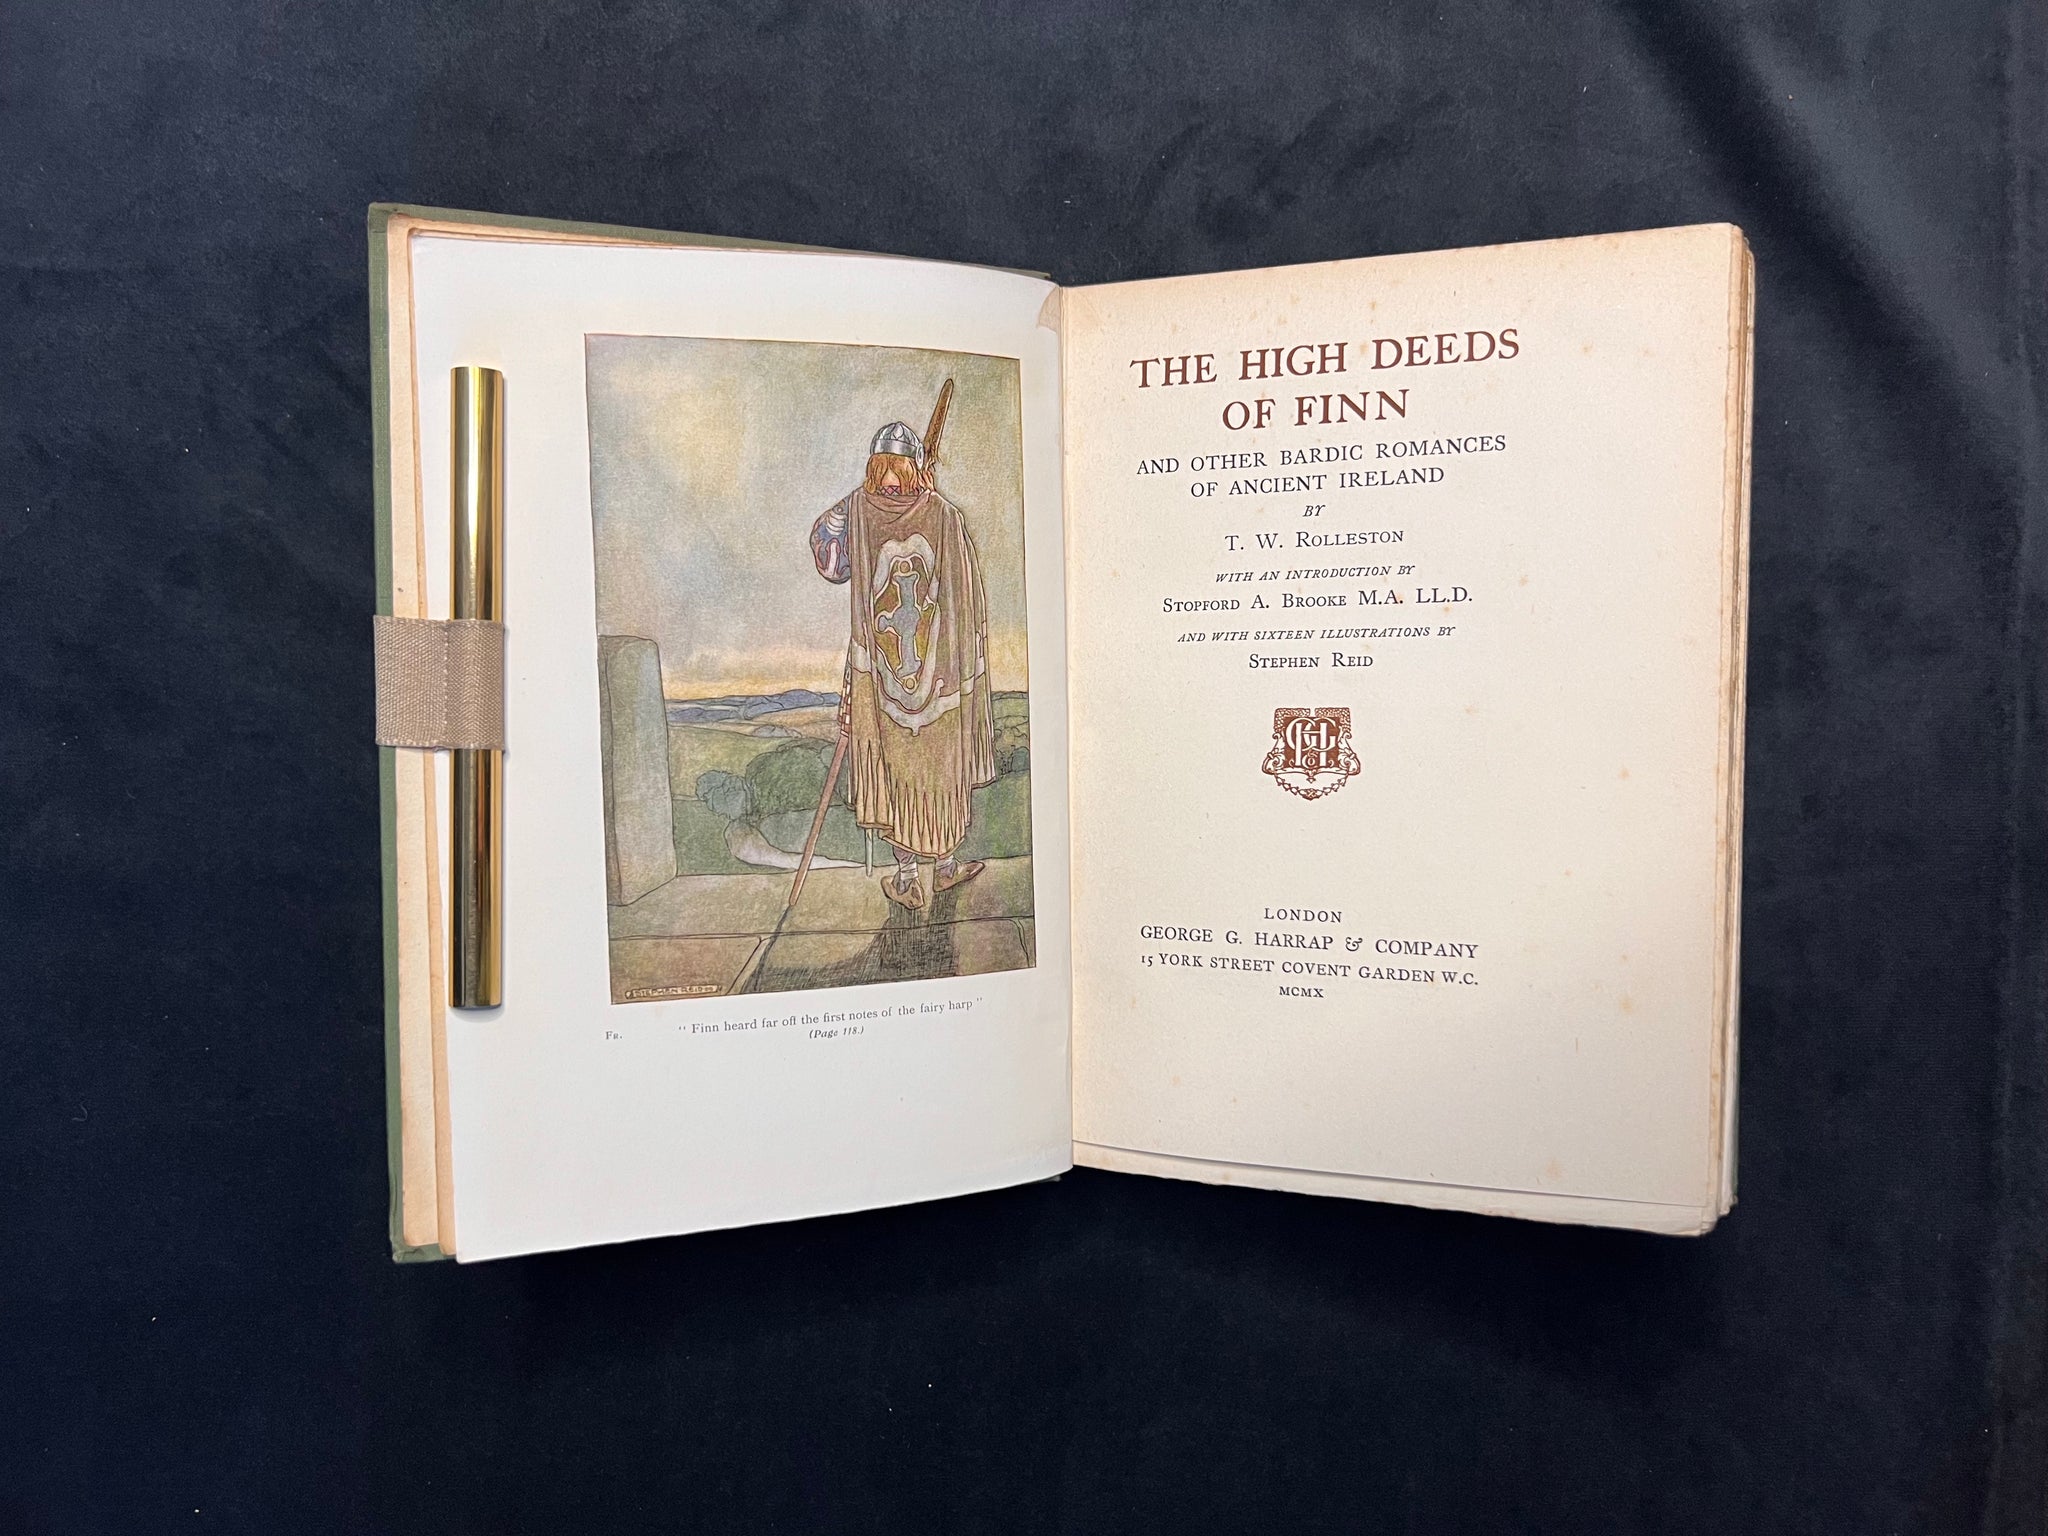 STEPHEN REID
" Finn heard far off the first notes of the fairy harp "
Fr.
(Page 118.)
THE HIGH DEEDS
OF FINN
AND OTHER BARDIC ROMANCES
OF ANCIENT IRELAND
BY
T. W. Rolleston
WITH AN INTRODUCTION BY
Stopford A. Brooke M.A. LL.D.
AND WITH SIXTEEN ILLUSTRATIONS BY
Stephen Reid
LONDON
GEORGE G. HARRAP & COMPANY
15 YORK STREET COVENT GARDEN W.C.
MCMX